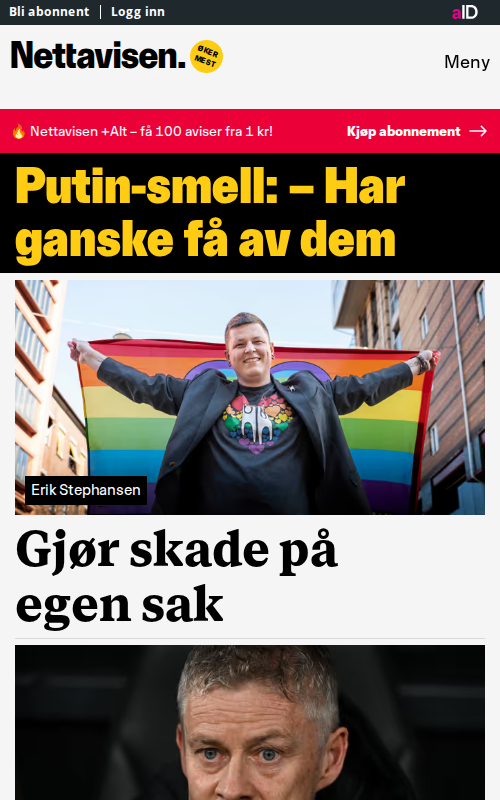 Bli abonnent
Logg inn
aID
Nettavisen.
ØKER
MEST
Meny
🔥 Nettavisen +Alt – få 100 aviser fra 1 kr!
Kjøp abonnement →
Putin-smell: – Har
ganske få av dem
Erik Stephansen
Gjør skade på
egen sak